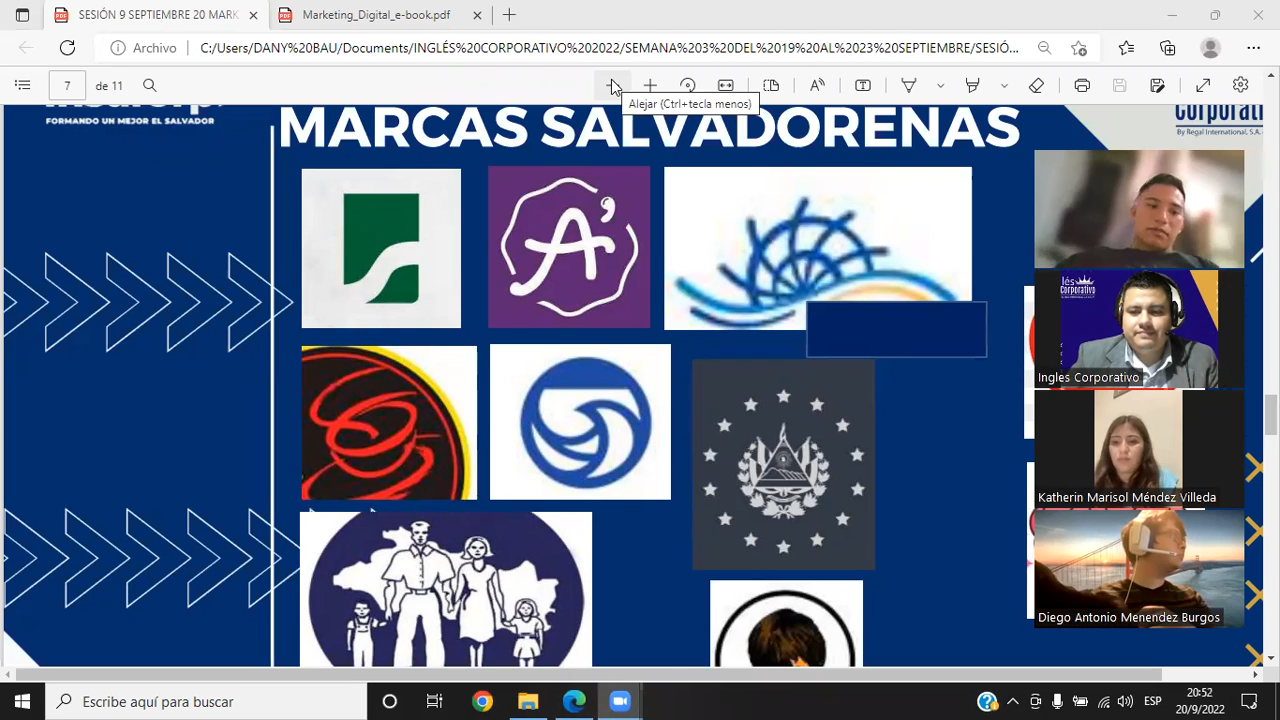 SESIÓN 9 SEPTIEMBRE 20 MARK
Marketing_Digital_e-book.pdf
Archivo
C:/Users/DANY%20BAU/Documents/INGLÉS%20CORPORATIVO%202022/SEMANA%203%20DEL%2019%20AL%2023%20SEPTIEMBRE/SESIÓ...
7 de 11
Alejar (Ctrl+tecla menos)
FORMANDO UN MEJOR EL SALVADOR
MARCAS SALVADOREÑAS
By Regal International, S.A.
A'
lés
Corporativo
Ingles Corporativo
Katherin Marisol Méndez Villeda
Diego Antonio Menendez Burgos
Escribe aquí para buscar
ESP
20:52
20/9/2022